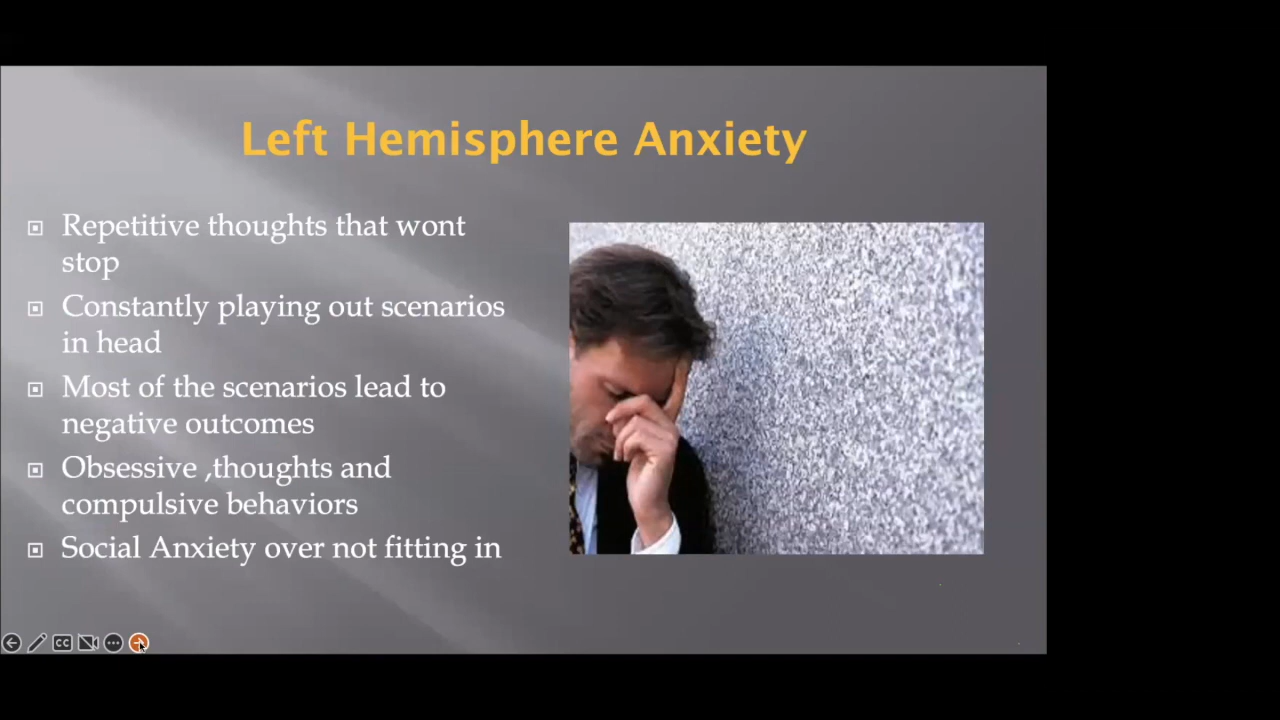 Left Hemisphere Anxiety
Repetitive thoughts that wont
stop
Constantly playing out scenarios
in head
Most of the scenarios lead to
negative outcomes
Obsessive ,thoughts and
compulsive behaviors
Social Anxiety over not fitting in
CC